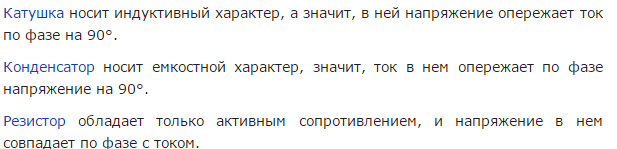 Катушка носит индуктивный характер, а значит, в ней напряжение опережает ток
по фазе на 90°.
Конденсатор носит емкостной характер, значит, ток в нем опережает по фазе
напряжение на 90°.
Резистор обладает только активным сопротивлением, и напряжение в нем
совпадает по фазе с током.